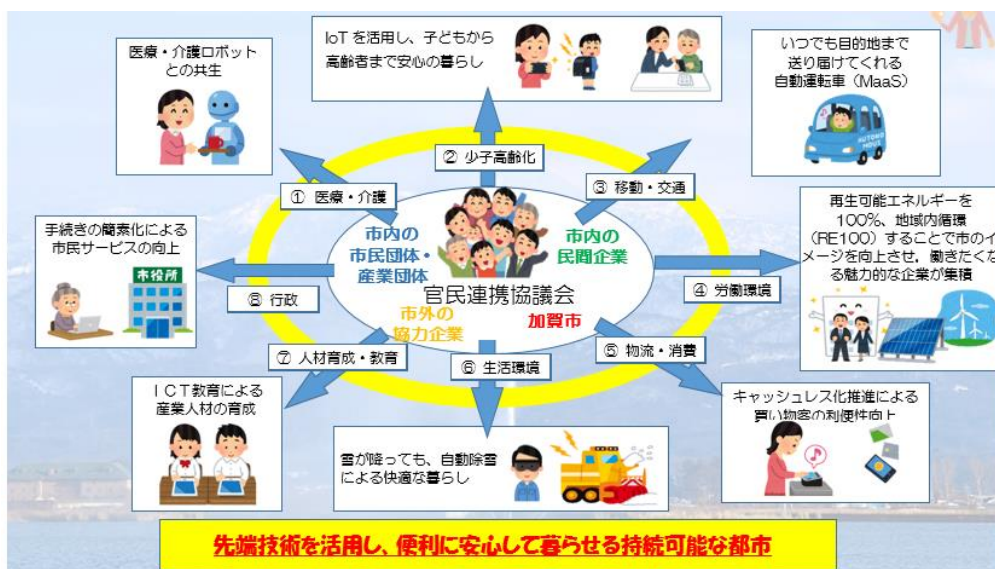 医療・介護ロボット
との共生
IoTを活用し、子どもから
高齢者まで安心の暮らし
いつでも目的地まで
送り届けてくれる
自動運転車（MaaS）
AUTONO
MOVE
① 医療・介護
② 少子高齢化
③ 移動・交通
再生可能エネルギーを
100％、地域内循環
（RE100）することで市のイ
メージを向上させ，働きたくな
る魅力的な企業が集積
手続きの簡素化による
市民サービスの向上
市役所
⑧ 行政
市内の
市民団体・
産業団体
市内の
民間企業
官民連携協議会
市外の
協力企業
加賀市
④ 労働環境
⑦ 人材育成・教育
⑥ 生活環境
⑤ 物流・消費
ＩＣＴ教育による
産業人材の育成
雪が降っても、自動除雪
による快適な暮らし
キャッシュレス化推進による
買い物客の利便性向上
先端技術を活用し、便利に安心して暮らせる持続可能な都市